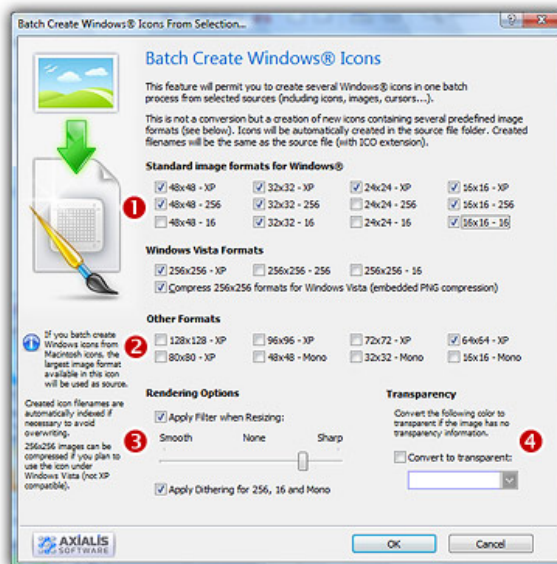 Batch Create Windows® Icons From Selection...
Batch Create Windows® Icons
This feature will permit you to create several Windows® icons in one batch
process from selected sources (including icons, images, cursors...).
This is not a conversion but a creation of new icons containing several predefined image
formats (see below). Icons will be automatically created in the source file folder. Created
filenames will be the same as the source file (with ICO extension).
Standard image formats for Windows®
1
48x48 - XP 32x32 - XP 24x24 - XP 16x16 - XP
48x48 - 256 32x32 - 256 24x24 - 256 16x16 - 256
48x48 - 16 32x32 - 16 24x24 - 16 16x16 - 16
Windows Vista Formats
256x256 - XP 256x256 - 256 256x256 - 16
Compress 256x256 formats for Windows Vista (embedded PNG compression)
Other Formats
2
128x128 - XP 96x96 - XP 72x72 - XP 64x64 - XP
80x80 - XP 48x48 - Mono 32x32 - Mono 16x16 - Mono
If you batch create
Windows icons from
Macintosh icons, the
largest image format
available in this icon
will be used as source.
Created icon filenames are
automatically indexed if
necessary to avoid
overwriting.
256x256 images can be
compressed if you plan to
use the icon under
Windows Vista (not XP
compatible).
Rendering Options
Apply Filter when Resizing:
3
Smooth None Sharp
Apply Dithering for 256, 16 and Mono
Transparency
Convert the following color to
transparent if the image has no
transparency information.
4
Convert to transparent:
AXIALIS
SOFTWARE
OK
Cancel